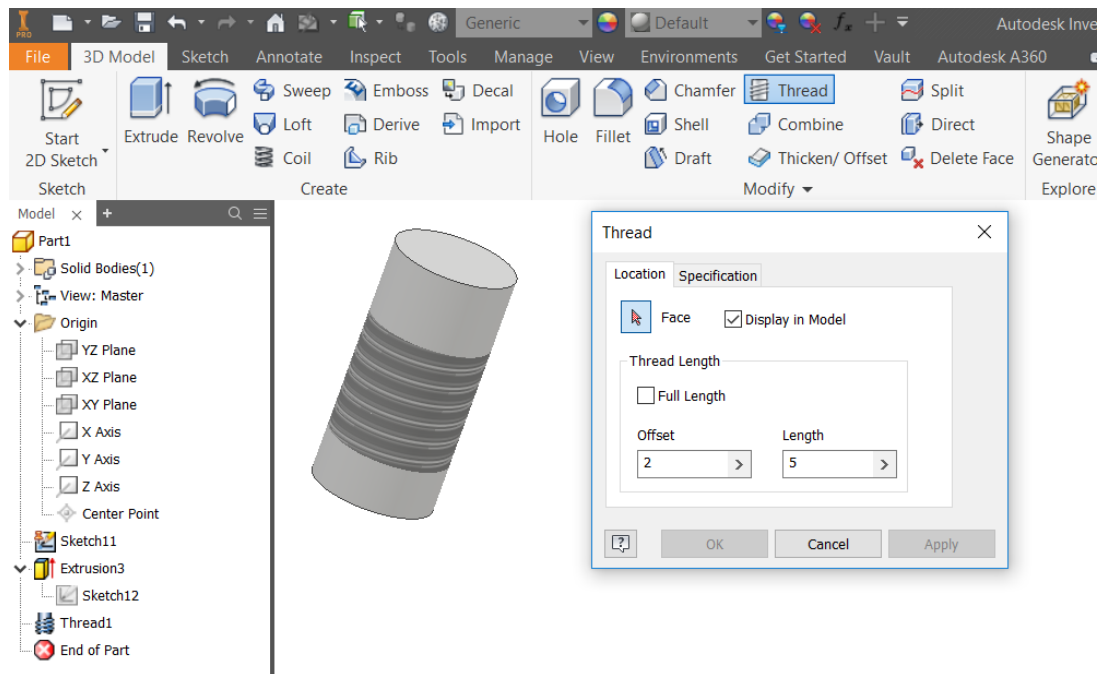 PRO Generic Default Autodesk Inve
File 3D Model Sketch Annotate Inspect Tools Manage View Environments Get Started Vault Autodesk A360
Start
2D Sketch
Extrude Revolve
Sweep Emboss Decal
Loft Derive Import
Coil Rib
Hole Fillet
Chamfer Thread Split
Shell Combine Direct
Draft Thicken/ Offset Delete Face
Shape
Generato
Sketch Create Modify Explore
Model
Part1
Solid Bodies(1)
View: Master
Origin
YZ Plane
XZ Plane
XY Plane
X Axis
Y Axis
Z Axis
Center Point
Sketch11
Extrusion3
Sketch12
Thread1
End of Part
Thread
Location Specification
Face Display in Model
Thread Length
Full Length
Offset Length
2 5
OK Cancel Apply